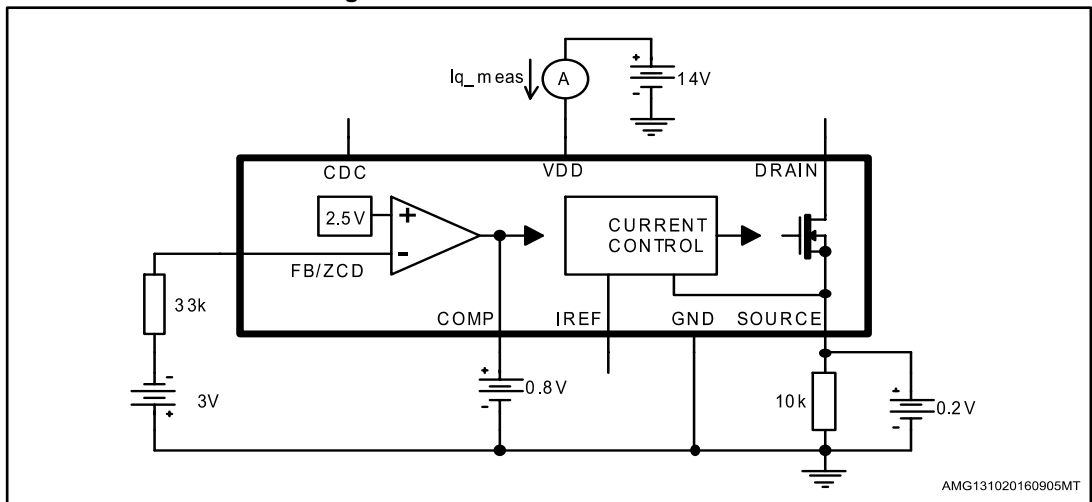 Iq_meas
A
+
-
14V
CDC
VDD
DRAIN
2.5V
+
-
CURRENT
CONTROL
FB/ZCD
33k
COMP
IREF
GND
SOURCE
-
+
3V
+
-
0.8V
10k
+
-
0.2V
AMG131020160905MT